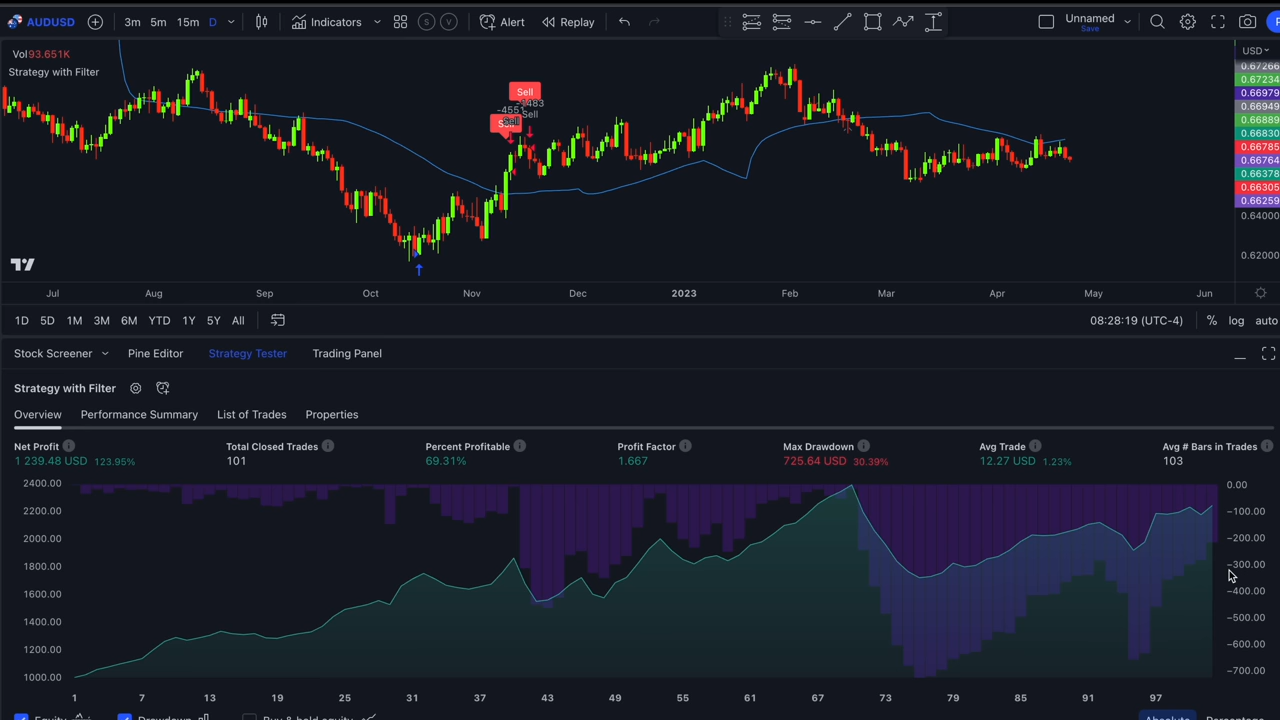 AUDUSD 3m 5m 15m D Indicators S V Alert Replay Unnamed
Save
Vol93.651K
Strategy with Filter
USD
0.67266
0.67234
0.66979
0.66949
0.66889
0.66830
0.66785
0.66764
0.66378
0.66305
0.66259
0.64000
0.62000
Sell
Sell
Jul Aug Sep Oct Nov Dec 2023 Feb Mar Apr May Jun
1D 5D 1M 3M 6M YTD 1Y 5Y All 08:28:19 (UTC-4) % log auto
Stock Screener Pine Editor Strategy Tester Trading Panel
Strategy with Filter
Overview Performance Summary List of Trades Properties
Net Profit Total Closed Trades Percent Profitable Profit Factor Max Drawdown Avg Trade Avg # Bars in Trades
1 239.48 USD 123.95% 101 69.31% 1.667 725.64 USD 30.39% 12.27 USD 1.23% 103
2400.00 0.00
2200.00 −100.00
2000.00 −200.00
1800.00 −300.00
1600.00 −400.00
1400.00 −500.00
1200.00 −600.00
1000.00 −700.00
1 7 13 19 25 31 37 43 49 55 61 67 73 79 85 91 97
Equity Drawdown Buy & hold equity Absolute Percentage